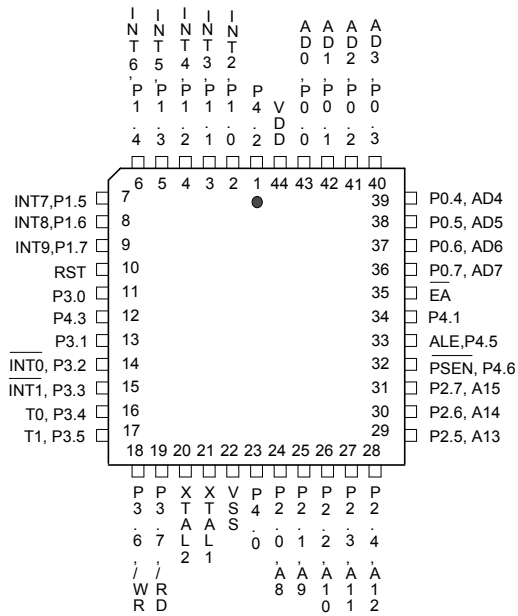 INT6,P1.4
INT5,P1.3
INT4,P1.2
INT3,P1.1
INT2,P1.0
P4.2
VDD
AD0,P0.0
AD1,P0.1
AD2,P0.2
AD3,P0.3
6 5 4 3 2 1 44 43 42 41 40
INT7,P1.5 7 39 P0.4, AD4
INT8,P1.6 8 38 P0.5, AD5
INT9,P1.7 9 37 P0.6, AD6
RST 10 36 P0.7, AD7
P3.0 11 35 EA
P4.3 12 34 P4.1
P3.1 13 33 ALE,P4.5
INT0, P3.2 14 32 PSEN, P4.6
INT1, P3.3 15 31 P2.7, A15
T0, P3.4 16 30 P2.6, A14
T1, P3.5 17 29 P2.5, A13
18 19 20 21 22 23 24 25 26 27 28
P3.6,/WR
P3.7,/RD
XTAL2
XTAL1
VSS
P4.0
P2.0,A8
P2.1,A9
P2.2,A10
P2.3,A11
P2.4,A12